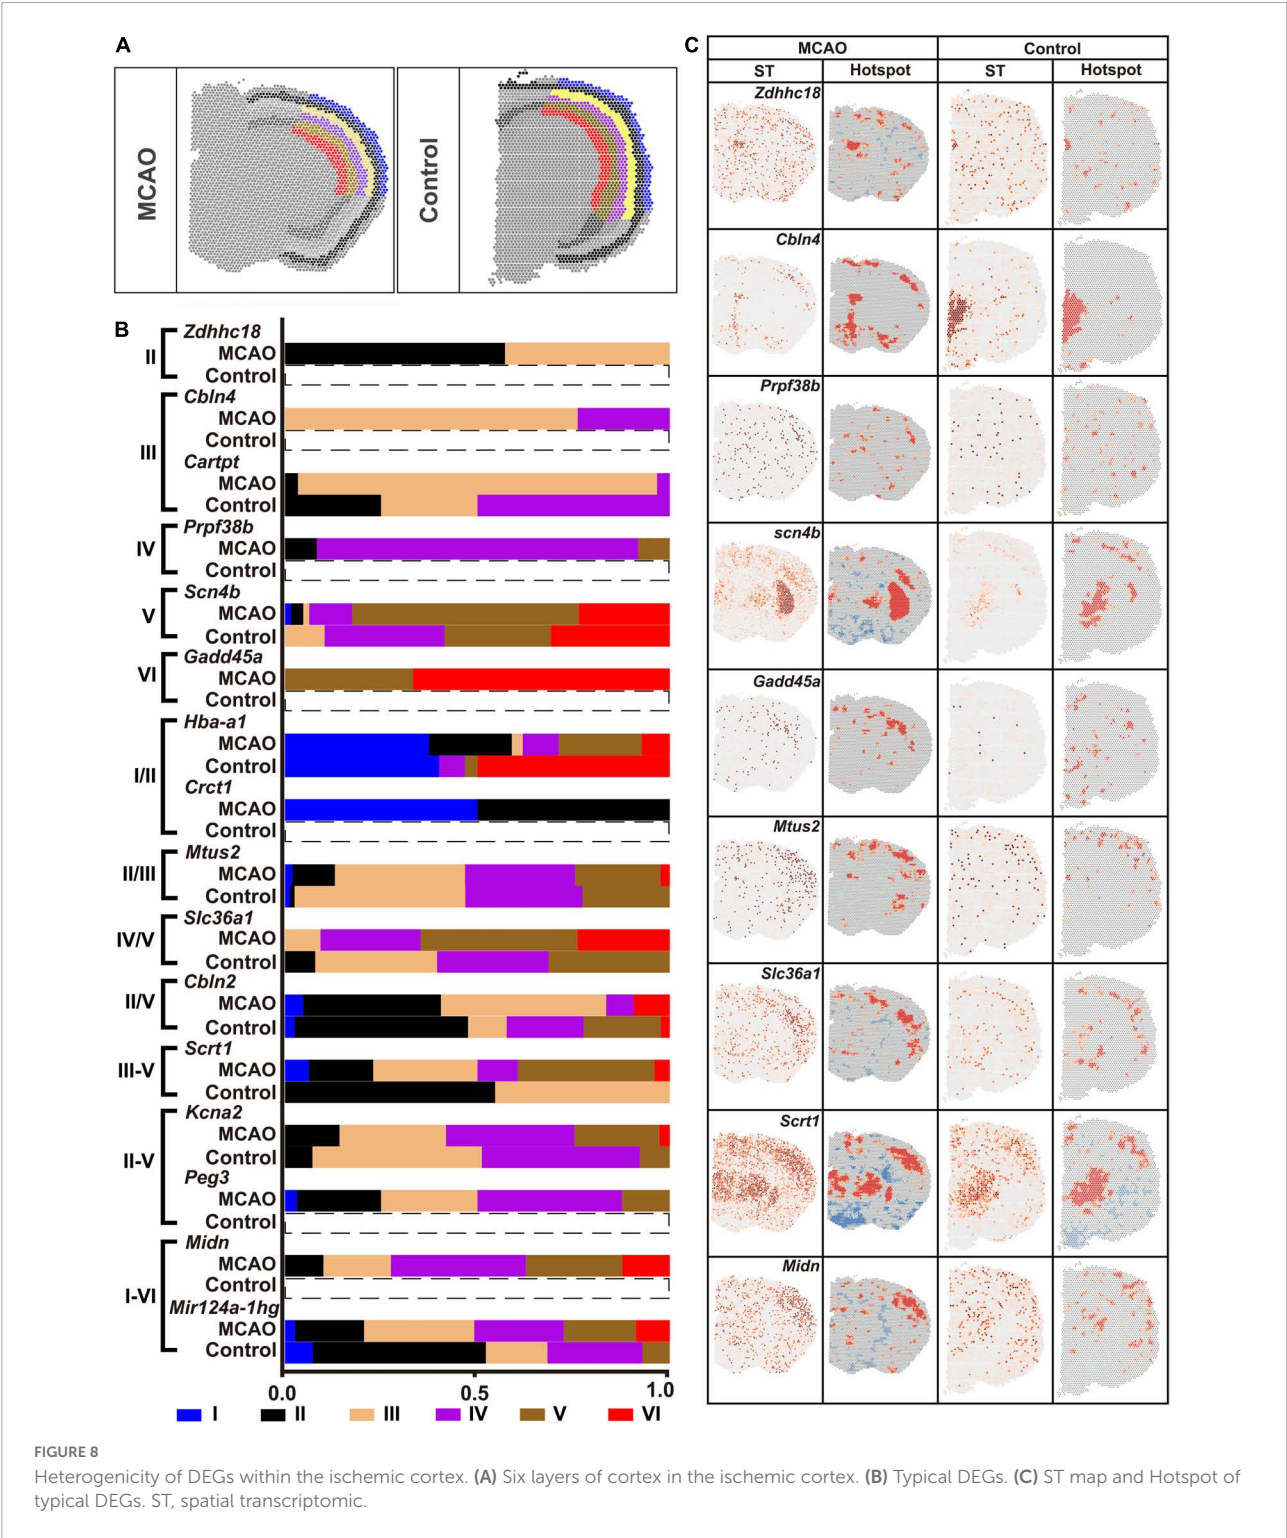 A
MCAO
Control
B
II
Zdhhc18
MCAO
Control
III
Cbln4
MCAO
Control
Cartpt
MCAO
Control
IV
Prpf38b
MCAO
Control
V
Scn4b
MCAO
Control
VI
Gadd45a
MCAO
Control
I/II
Hba-a1
MCAO
Control
Crct1
MCAO
Control
II/III
Mtus2
MCAO
Control
IV/V
Slc36a1
MCAO
Control
II/V
Cbln2
MCAO
Control
III-V
Scrt1
MCAO
Control
II-V
Kcna2
MCAO
Control
Peg3
MCAO
Control
I-VI
Midn
MCAO
Control
Mir124a-1hg
MCAO
Control
0.0 0.5 1.0
I II III IV V VI
C
MCAO Control
ST Hotspot ST Hotspot
Zdhhc18
Cbln4
Prpf38b
scn4b
Gadd45a
Mtus2
Slc36a1
Scrt1
Midn
FIGURE 8
Heterogenicity of DEGs within the ischemic cortex. (A) Six layers of cortex in the ischemic cortex. (B) Typical DEGs. (C) ST map and Hotspot of
typical DEGs. ST, spatial transcriptomic.